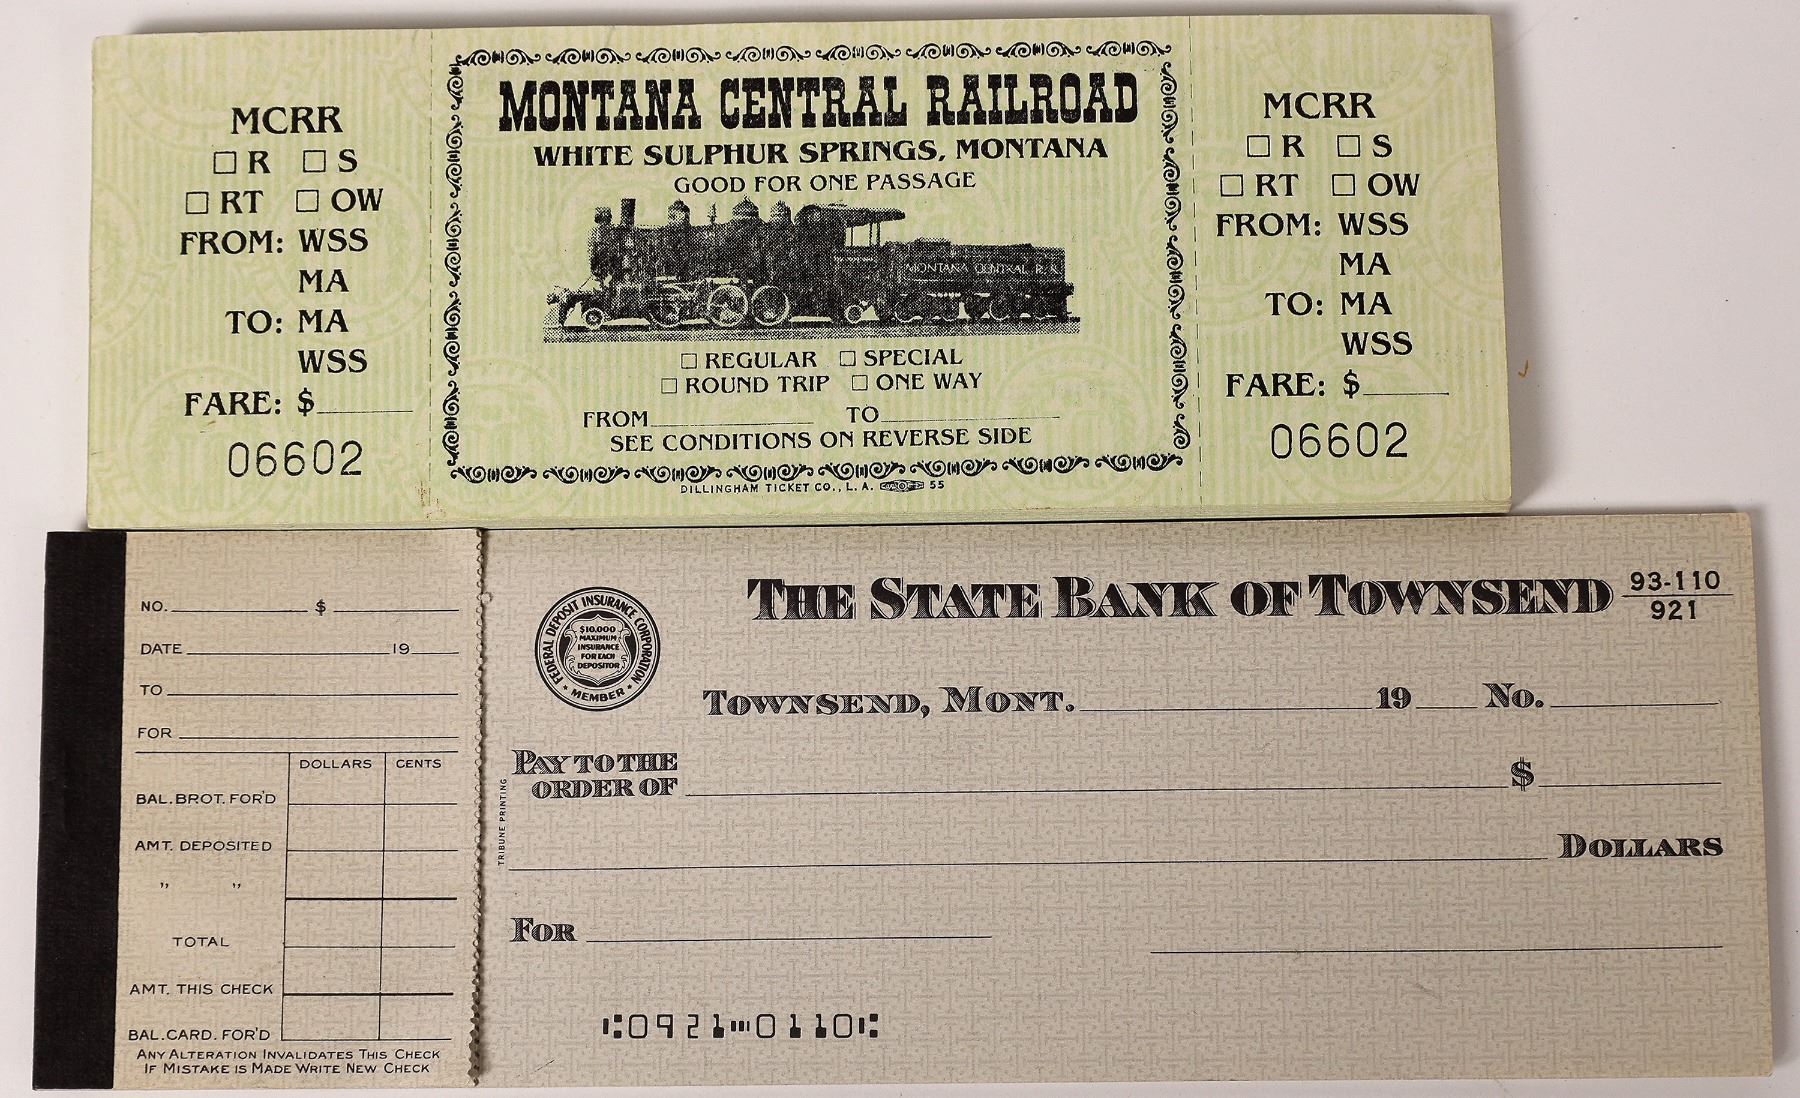 MCRR
☐ R ☐ S
☐ RT ☐ OW
FROM: WSS
MA
TO: MA
WSS
FARE: $
06602
MONTANA CENTRAL RAILROAD
WHITE SULPHUR SPRINGS, MONTANA
GOOD FOR ONE PASSAGE
MONTANA CENTRAL R.R.
☐ REGULAR ☐ SPECIAL
☐ ROUND TRIP ☐ ONE WAY
FROM TO
SEE CONDITIONS ON REVERSE SIDE
DILLINGHAM TICKET CO., L. A. 55
MCRR
☐ R ☐ S
☐ RT ☐ OW
FROM: WSS
MA
TO: MA
WSS
FARE: $
06602
NO. $
DATE 19
TO
FOR
DOLLARS CENTS
BAL. BROT. FOR'D
AMT. DEPOSITED
" "
TOTAL
AMT. THIS CHECK
BAL. CARD. FOR'D
ANY ALTERATION INVALIDATES THIS CHECK
IF MISTAKE IS MADE WRITE NEW CHECK
TRIBUNE PRINTING
FEDERAL DEPOSIT INSURANCE CORPORATION
$10,000
MAXIMUM
INSURANCE
FOR EACH
DEPOSITOR
MEMBER
THE STATE BANK OF TOWNSEND
93-110
921
TOWNSEND, MONT. 19 NO.
PAY TO THE
ORDER OF $
DOLLARS
FOR
⑆0921⑉0110⑆